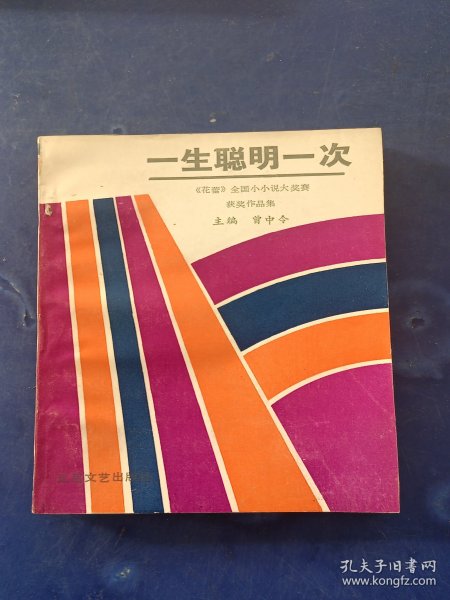 一生聪明一次
《花蕾》全国小小说大奖赛
获奖作品集
主编 曾中令
文艺出版社
孔夫子旧书网
www.kongfz.com